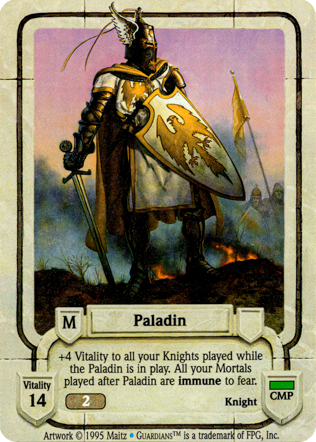 M
Paladin
+4 Vitality to all your Knights played while
the Paladin is in play. All your Mortals
played after Paladin are immune to fear.
Vitality
14
2
Knight
CMP
Artwork © 1995 Maitz • GUARDIANS™ is a trademark of FPG, Inc.